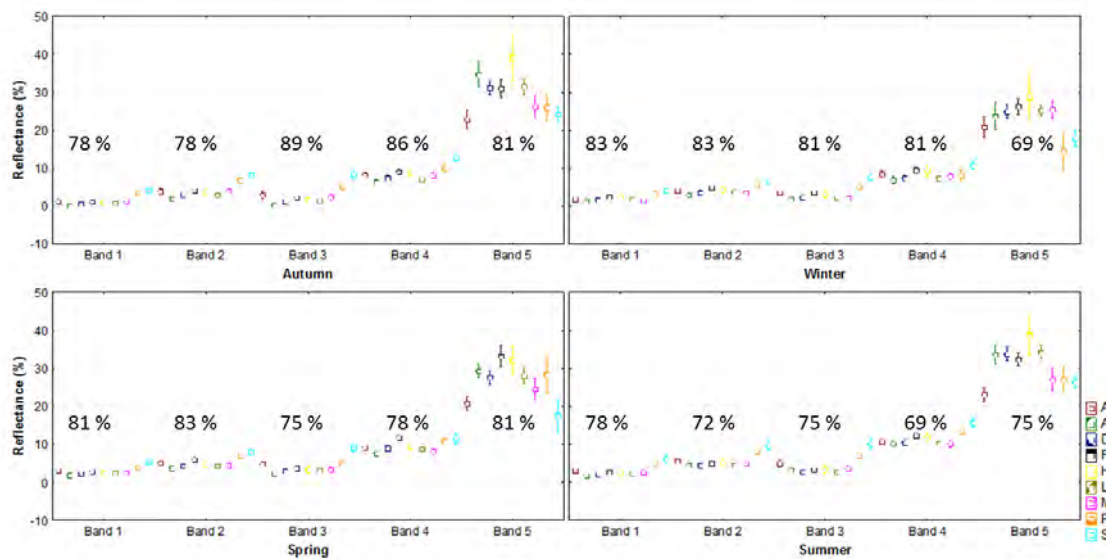 50
40
30
20
10
0
-10
Reflectance (%)
78 % 78 % 89 % 86 % 81 %
Band 1 Band 2 Band 3 Band 4 Band 5
Autumn
83 % 83 % 81 % 81 % 69 %
Band 1 Band 2 Band 3 Band 4 Band 5
Winter
50
40
30
20
10
0
-10
Reflectance (%)
81 % 83 % 75 % 78 % 81 %
Band 1 Band 2 Band 3 Band 4 Band 5
Spring
78 % 72 % 75 % 69 % 75 %
Band 1 Band 2 Band 3 Band 4 Band 5
Summer